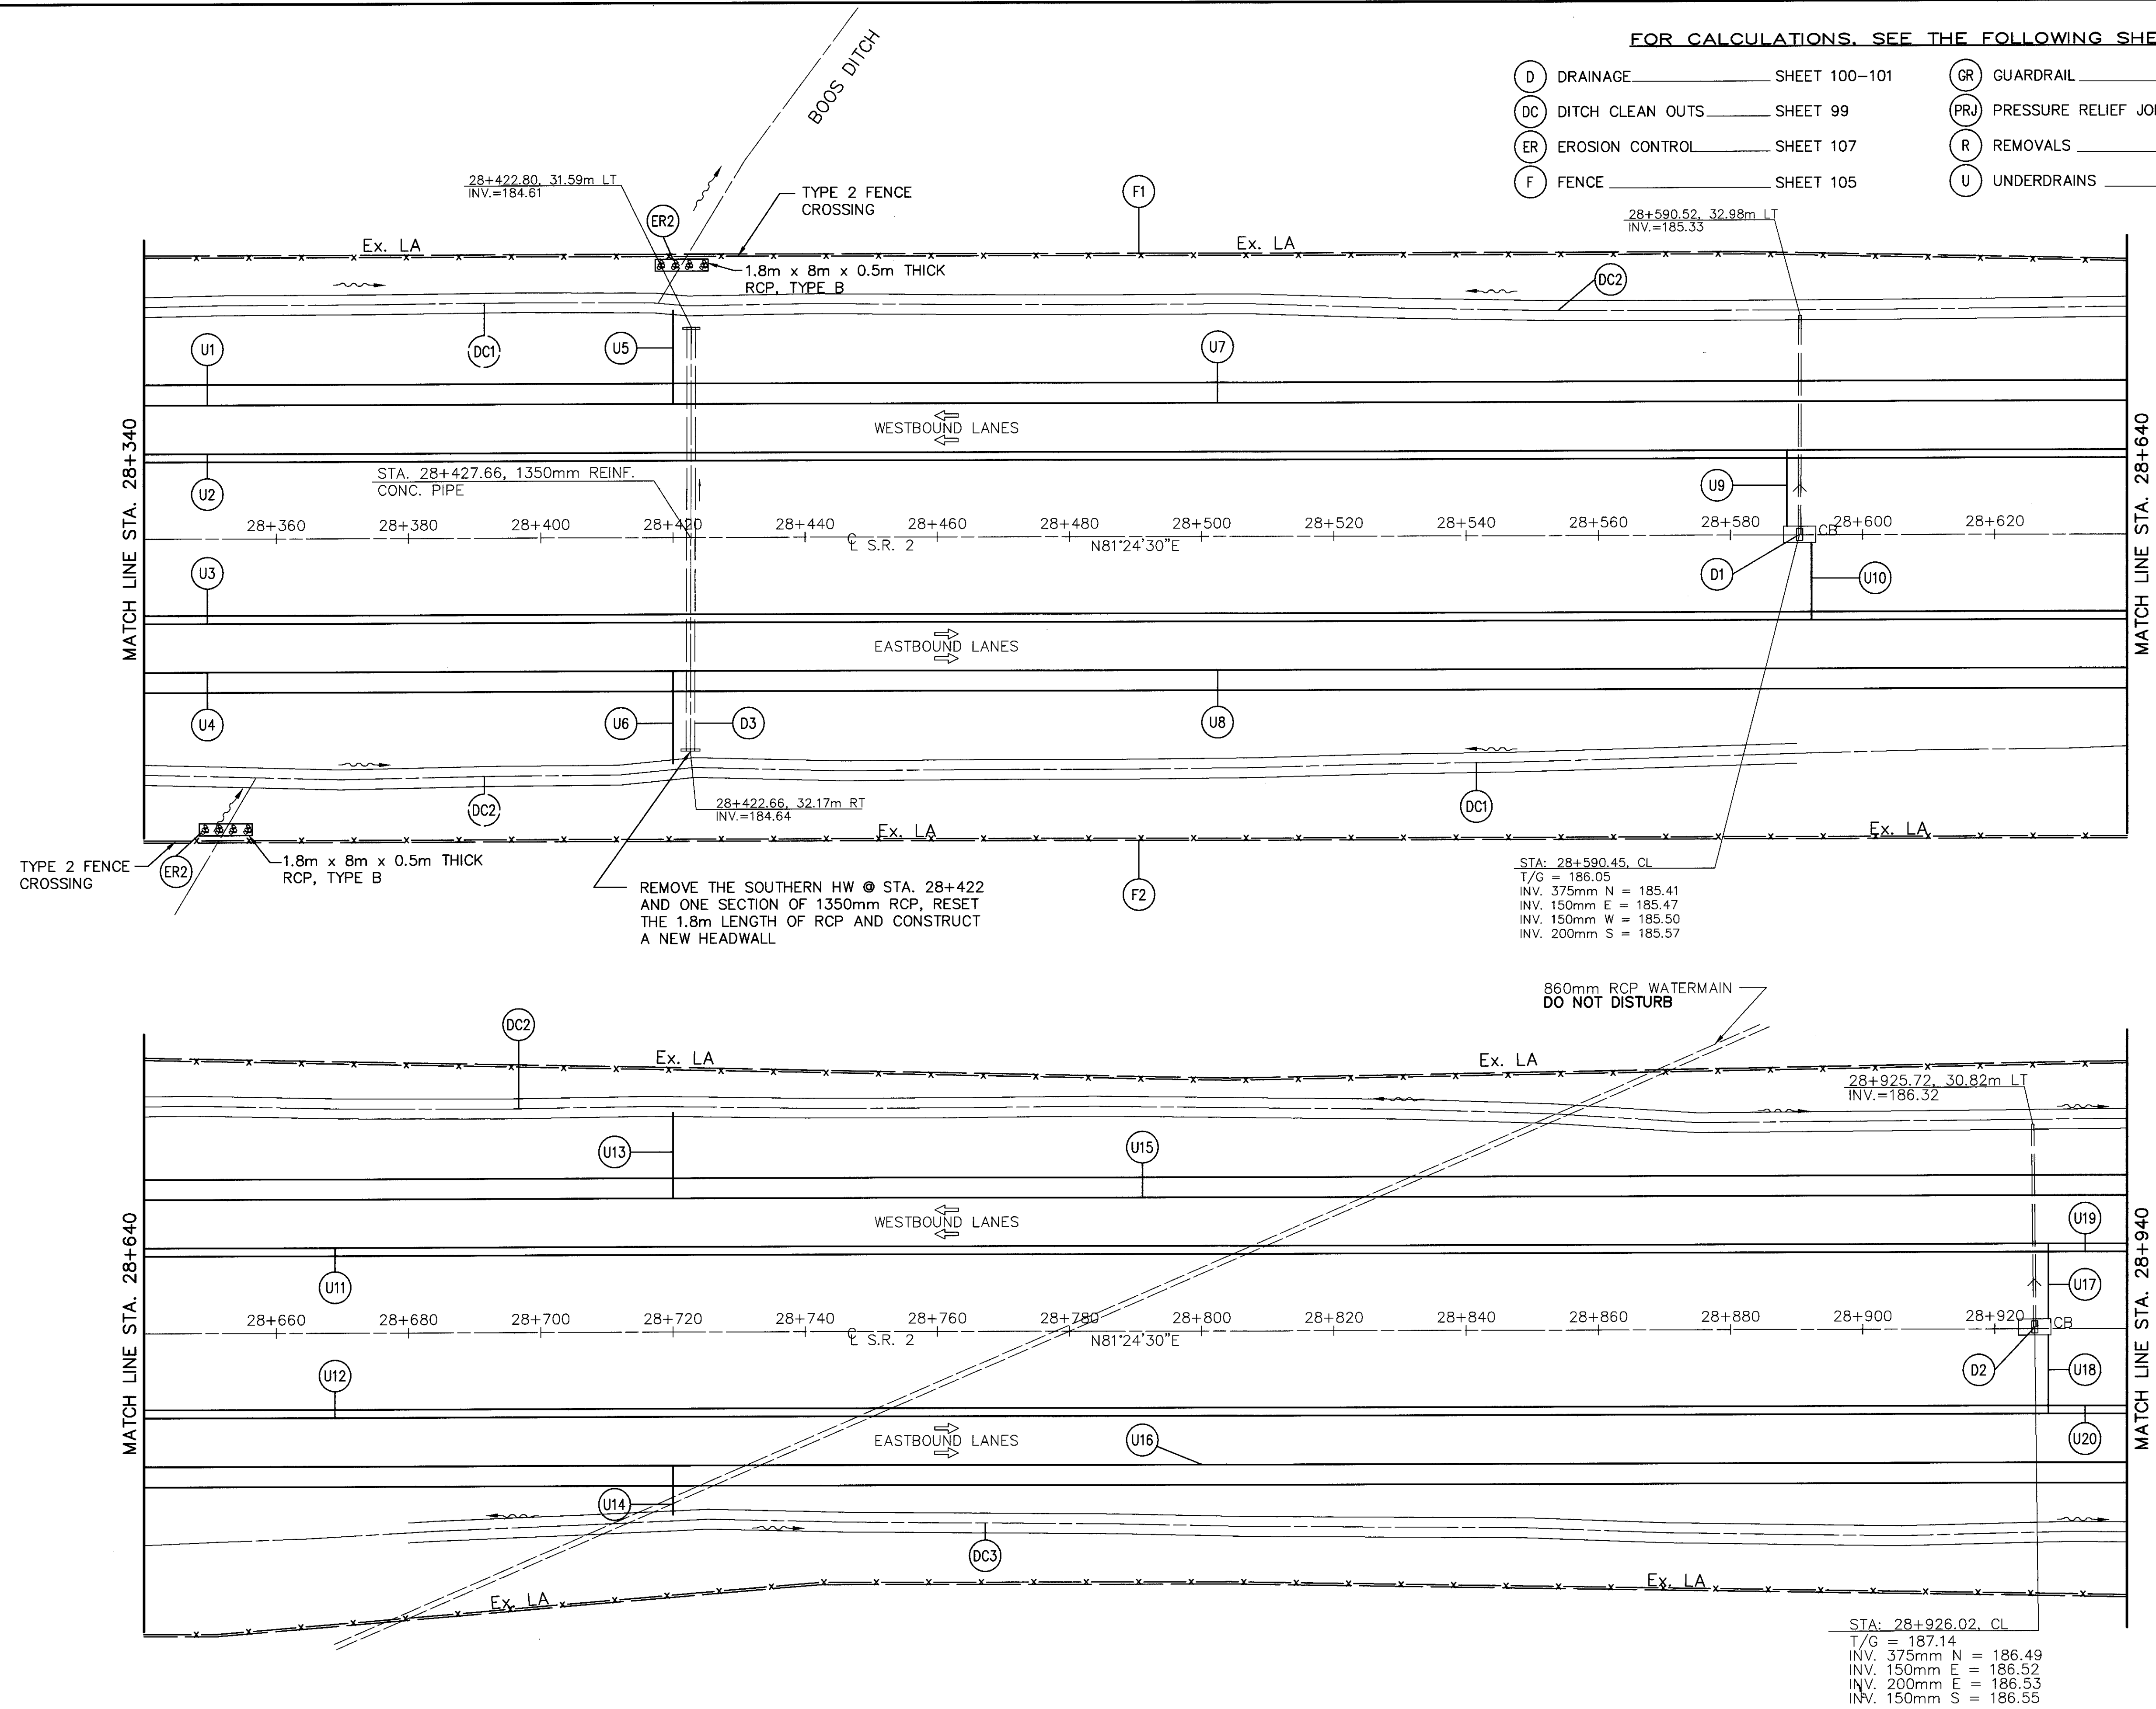 FOR CALCULATIONS, SEE THE FOLLOWING SHE
D DRAINAGE SHEET 100-101
GR GUARDRAIL
DC DITCH CLEAN OUTS SHEET 99
PRJ PRESSURE RELIEF
ER EROSION CONTROL SHEET 107
R REMOVALS
F FENCE SHEET 105
U UNDERDRAINS
BOOS DITCH
28+422.80, 31.59m LT
INV.=184.61
TYPE 2 FENCE
CROSSING
F1
ER2
28+590.52, 32.98m LT
INV.=185.33
Ex. LA
Ex. LA
1.8m x 8m x 0.5m THICK
RCP, TYPE B
DC2
U1
DC1
U5
U7
WESTBOUND LANES
MATCH LINE STA. 28+340
MATCH LINE STA. 28+640
STA. 28+427.66, 1350mm REINF.
CONC. PIPE
U2
U9
28+360
28+380
28+400
28+420
28+440
28+460
28+480
28+500
28+520
28+540
28+560
28+580
28+600
28+620
CB
℄ S.R. 2
N81°24'30"E
U3
D1
U10
EASTBOUND LANES
U4
U6
D3
U8
DC2
28+422.66, 32.17m RT
INV.=184.64
DC1
Ex. LA
Ex. LA
TYPE 2 FENCE
CROSSING
ER2
1.8m x 8m x 0.5m THICK
RCP, TYPE B
REMOVE THE SOUTHERN HW @ STA. 28+422
AND ONE SECTION OF 1350mm RCP, RESET
THE 1.8m LENGTH OF RCP AND CONSTRUCT
A NEW HEADWALL
F2
STA: 28+590.45, CL
T/G = 186.05
INV. 375mm N = 185.41
INV. 150mm E = 185.47
INV. 150mm W = 185.50
INV. 200mm S = 185.57
860mm RCP WATERMAIN
DO NOT DISTURB
DC2
Ex. LA
Ex. LA
28+925.72, 30.82m LT
INV.=186.32
U13
U15
WESTBOUND LANES
U19
MATCH LINE STA. 28+640
MATCH LINE STA. 28+940
U11
U17
28+660
28+680
28+700
28+720
28+740
28+760
28+780
28+800
28+820
28+840
28+860
28+880
28+900
28+920
CB
℄ S.R. 2
N81°24'30"E
U12
D2
U18
EASTBOUND LANES
U16
U20
U14
DC3
Ex. LA
Ex. LA
STA: 28+926.02, CL
T/G = 187.14
INV. 375mm N = 186.49
INV. 150mm E = 186.52
INV. 200mm E = 186.53
INV. 150mm S = 186.55